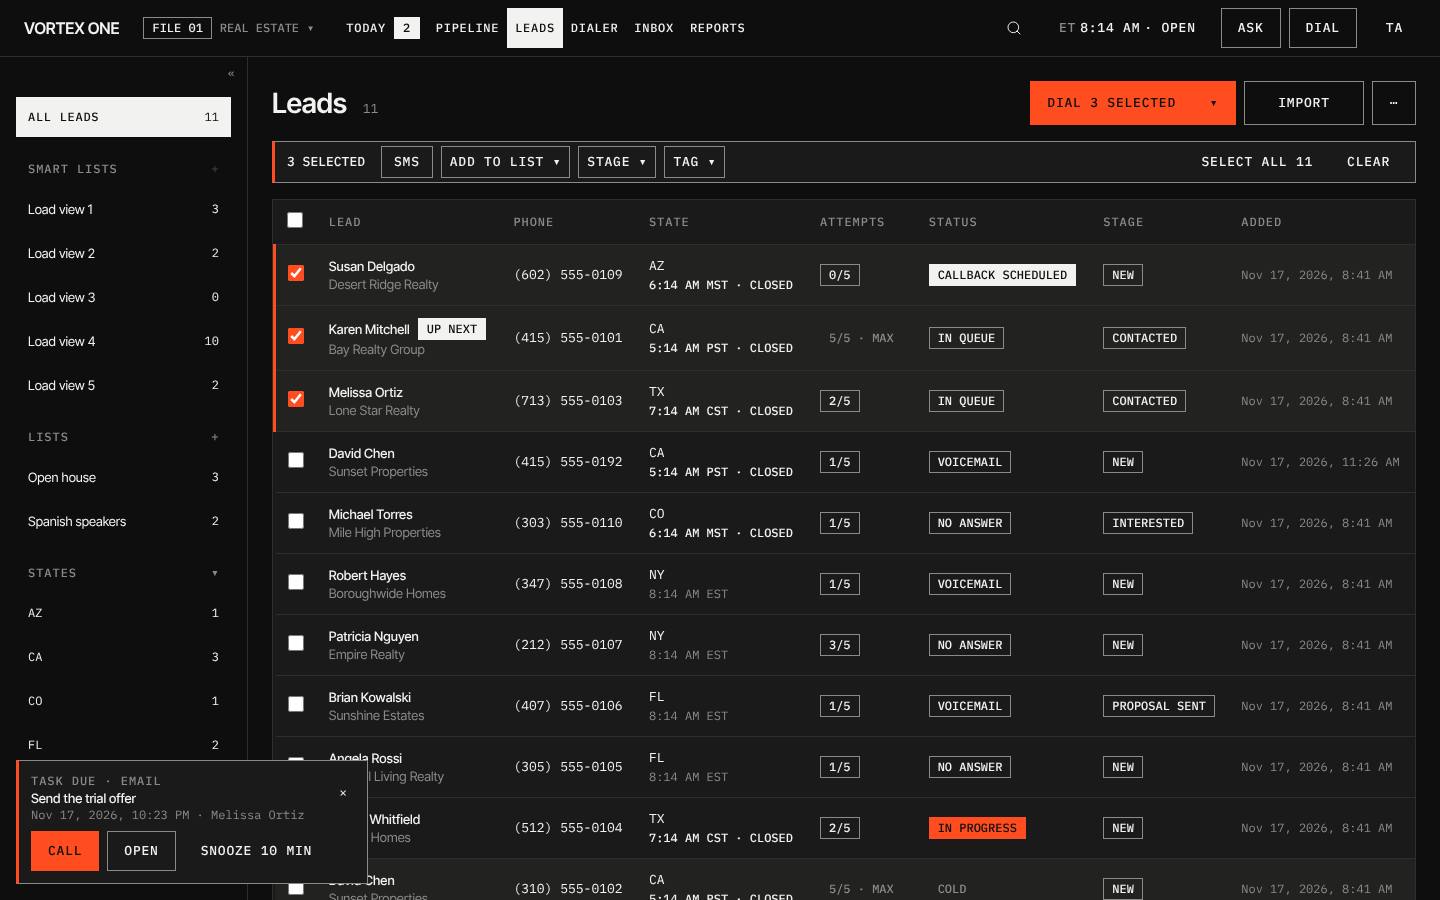 VORTEX ONE FILE 01 REAL ESTATE ▾ TODAY 2 PIPELINE LEADS DIALER INBOX REPORTS ET 8:14 AM · OPEN ASK DIAL TA
«
ALL LEADS 11
SMART LISTS +
Load view 1 3
Load view 2 2
Load view 3 0
Load view 4 10
Load view 5 2
LISTS +
Open house 3
Spanish speakers 2
STATES ▾
AZ 1
CA 3
CO 1
FL 2
Leads 11
DIAL 3 SELECTED ▾ IMPORT ⋯
3 SELECTED SMS ADD TO LIST ▾ STAGE ▾ TAG ▾ SELECT ALL 11 CLEAR
LEAD PHONE STATE ATTEMPTS STATUS STAGE ADDED
Susan Delgado
Desert Ridge Realty
(602) 555-0109
AZ
6:14 AM MST · CLOSED
0/5 CALLBACK SCHEDULED NEW Nov 17, 2026, 8:41 AM
Karen Mitchell UP NEXT
Bay Realty Group
(415) 555-0101
CA
5:14 AM PST · CLOSED
5/5 · MAX IN QUEUE CONTACTED Nov 17, 2026, 8:41 AM
Melissa Ortiz
Lone Star Realty
(713) 555-0103
TX
7:14 AM CST · CLOSED
2/5 IN QUEUE CONTACTED Nov 17, 2026, 8:41 AM
David Chen
Sunset Properties
(415) 555-0192
CA
5:14 AM PST · CLOSED
1/5 VOICEMAIL NEW Nov 17, 2026, 11:26 AM
Michael Torres
Mile High Properties
(303) 555-0110
CO
6:14 AM MST · CLOSED
1/5 NO ANSWER INTERESTED Nov 17, 2026, 8:41 AM
Robert Hayes
Boroughwide Homes
(347) 555-0108
NY
8:14 AM EST
1/5 VOICEMAIL NEW Nov 17, 2026, 8:41 AM
Patricia Nguyen
Empire Realty
(212) 555-0107
NY
8:14 AM EST
3/5 NO ANSWER NEW Nov 17, 2026, 8:41 AM
Brian Kowalski
Sunshine Estates
(407) 555-0106
FL
8:14 AM EST
1/5 VOICEMAIL PROPOSAL SENT Nov 17, 2026, 8:41 AM
Angela Rossi
Living Realty
(305) 555-0105
FL
8:14 AM EST
1/5 NO ANSWER NEW Nov 17, 2026, 8:41 AM
Whitfield
Homes
(512) 555-0104
TX
7:14 AM CST · CLOSED
2/5 IN PROGRESS NEW Nov 17, 2026, 8:41 AM
David Chen
Sunset Properties
(310) 555-0102
CA
5:14 AM PST · CLOSED
5/5 · MAX COLD NEW Nov 17, 2026, 8:41 AM
TASK DUE · EMAIL
Send the trial offer
Nov 17, 2026, 10:23 PM · Melissa Ortiz
×
CALL OPEN SNOOZE 10 MIN